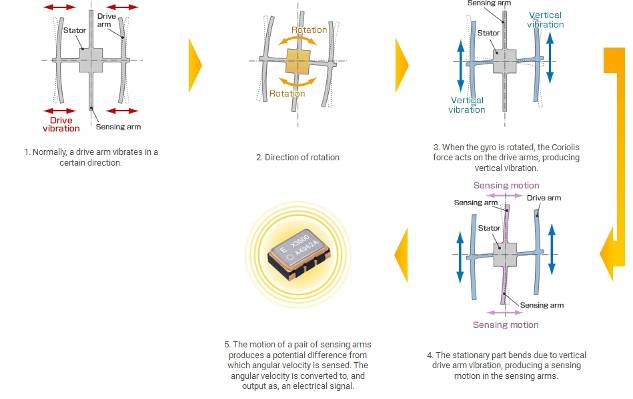 Drive
arm
Stator
Sensing arm
Drive
vibration
1. Normally, a drive arm vibrates in a
certain direction.
Rotation
Rotation
2. Direction of rotation
Sensing arm
Vertical
vibration
Stator
Vertical
vibration
3. When the gyro is rotated, the Coriolis
force acts on the drive arms, producing
vertical vibration.
Sensing motion
Sensing arm
Drive arm
Stator
Sensing arm
Sensing motion
4. The stationary part bends due to vertical
drive arm vibration, producing a sensing
motion in the sensing arms.
E X3500
A4062A
5. The motion of a pair of sensing arms
produces a potential difference from
which angular velocity is sensed. The
angular velocity is converted to, and
output as, an electrical signal.